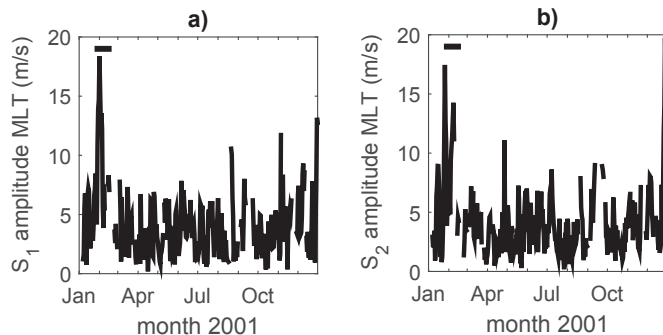 a)
S1 amplitude MLT (m/s)
20
15
10
5
0
Jan Apr Jul Oct
month 2001
b)
S2 amplitude MLT (m/s)
20
15
10
5
0
Jan Apr Jul Oct
month 2001